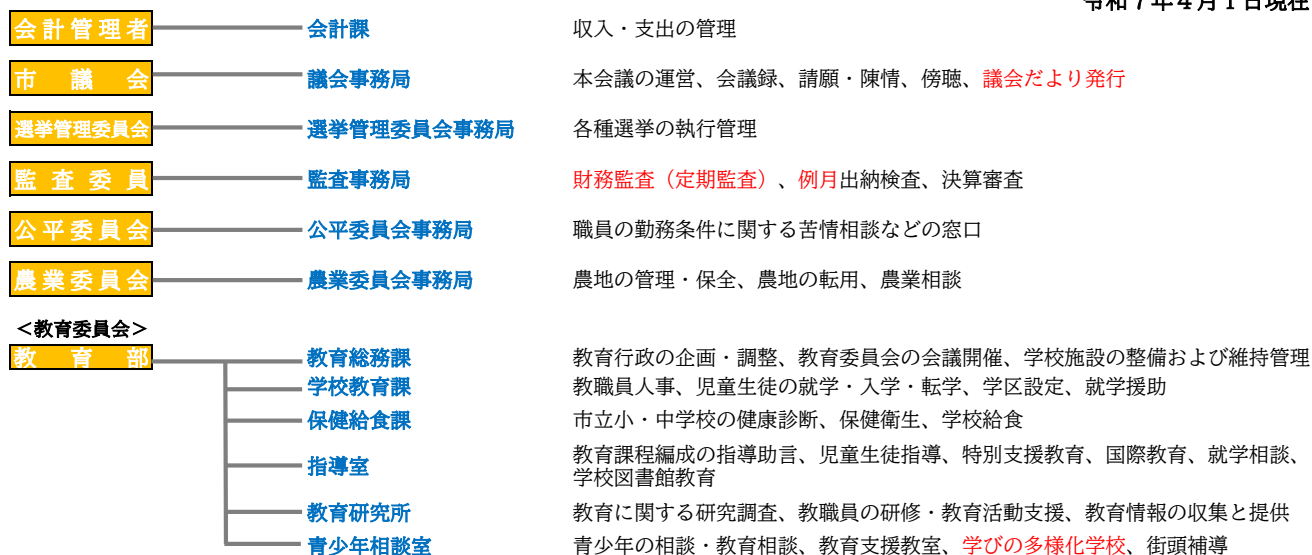 令和7年4月1日現在
会計管理者 会計課 収入・支出の管理
市議会 議会事務局 本会議の運営、会議録、請願・陳情、傍聴、議会だより発行
選挙管理委員会 選挙管理委員会事務局 各種選挙の執行管理
監査委員 監査事務局 財務監査（定期監査）、例月出納検査、決算審査
公平委員会 公平委員会事務局 職員の勤務条件に関する苦情相談などの窓口
農業委員会 農業委員会事務局 農地の管理・保全、農地の転用、農業相談
＜教育委員会＞
教育部 教育総務課 教育行政の企画・調整、教育委員会の会議開催、学校施設の整備および維持管理
学校教育課 教職員人事、児童生徒の就学・入学・転学、学区設定、就学援助
保健給食課 市立小・中学校の健康診断、保健衛生、学校給食
指導室 教育課程編成の指導助言、児童生徒指導、特別支援教育、国際教育、就学相談、
学校図書館教育
教育研究所 教育に関する研究調査、教職員の研修・教育活動支援、教育情報の収集と提供
青少年相談室 青少年の相談・教育相談、教育支援教室、学びの多様化学校、街頭補導